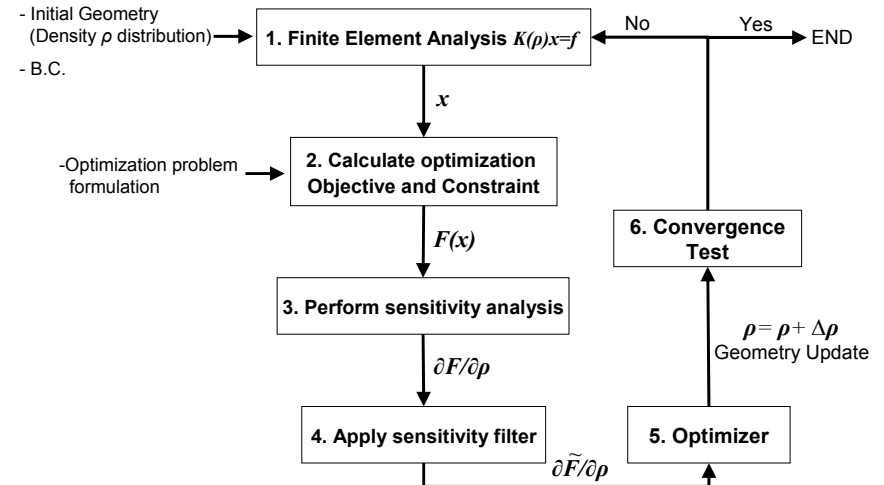 - Initial Geometry
(Density ρ distribution)
- B.C.
1. Finite Element Analysis K(ρ)x=f
No
Yes
END
x
-Optimization problem
formulation
2. Calculate optimization
Objective and Constraint
F(x)
6. Convergence
Test
3. Perform sensitivity analysis
ρ= ρ+ Δρ
Geometry Update
∂F/∂ρ
4. Apply sensitivity filter
5. Optimizer
∂F̃/∂ρ